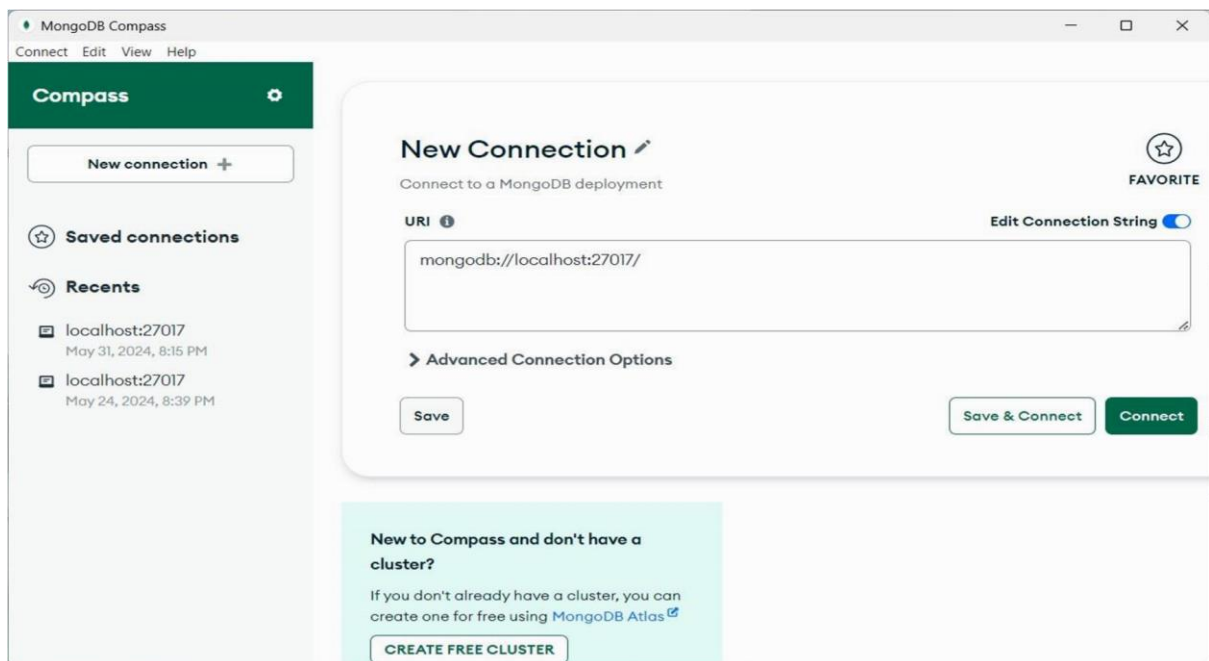 MongoDB Compass
Connect Edit View Help
Compass
New connection
Saved connections
Recents
localhost:27017
May 31, 2024, 8:15 PM
localhost:27017
May 24, 2024, 8:39 PM
New Connection
Connect to a MongoDB deployment
FAVORITE
URI
Edit Connection String
mongodb://localhost:27017/
Advanced Connection Options
Save
Save & Connect
Connect
New to Compass and don't have a
cluster?
If you don't already have a cluster, you can
create one for free using MongoDB Atlas
CREATE FREE CLUSTER